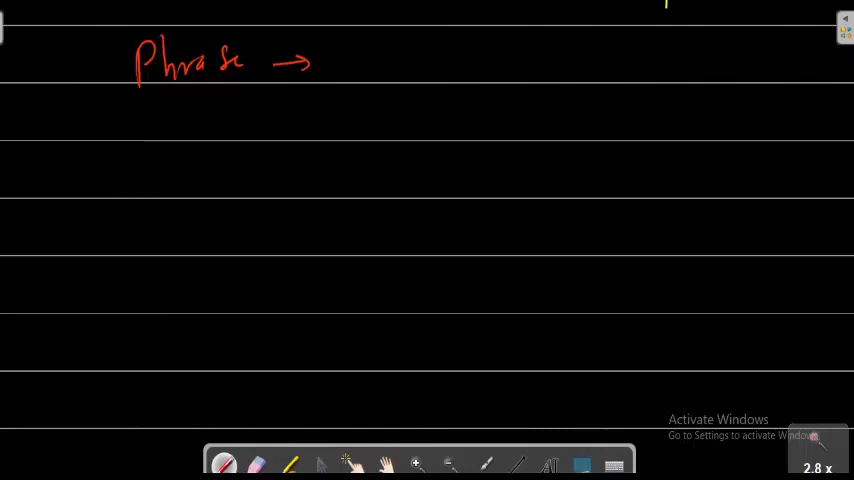 Phrase →
Activate Windows
Go to Settings to activate Windows.
2.8 x